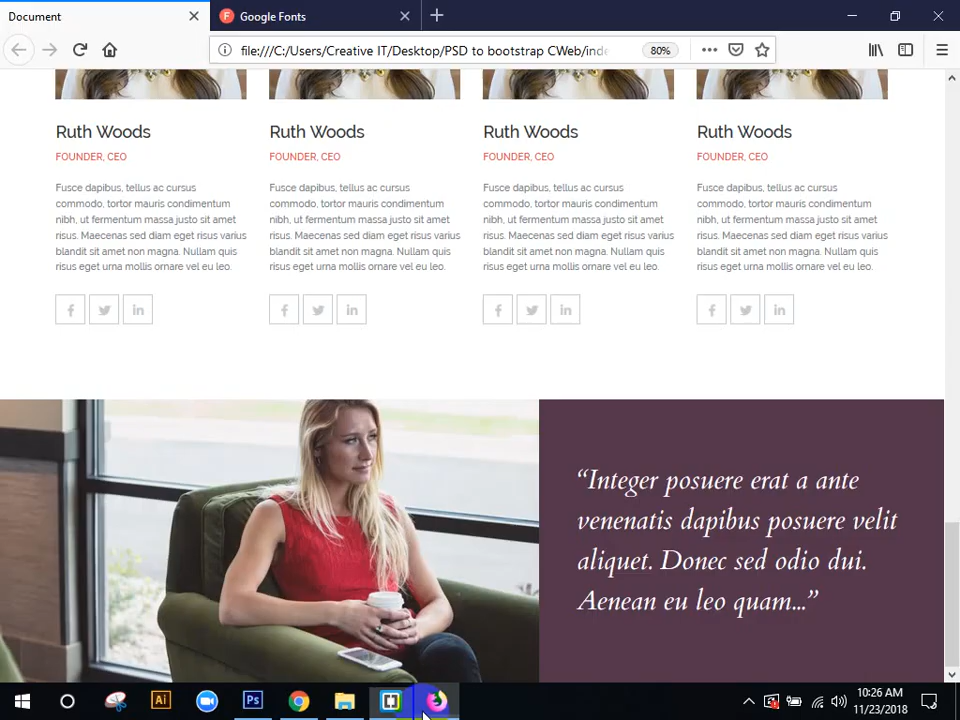 Document
Google Fonts
file:///C:/Users/Creative IT/Desktop/PSD to bootstrap CWeb/inde
80%
Ruth Woods Ruth Woods Ruth Woods Ruth Woods
FOUNDER, CEO FOUNDER, CEO FOUNDER, CEO FOUNDER, CEO
Fusce dapibus, tellus ac cursus Fusce dapibus, tellus ac cursus Fusce dapibus, tellus ac cursus Fusce dapibus, tellus ac cursus
commodo, tortor mauris condimentum commodo, tortor mauris condimentum commodo, tortor mauris condimentum commodo, tortor mauris condimentum
nibh, ut fermentum massa justo sit amet nibh, ut fermentum massa justo sit amet nibh, ut fermentum massa justo sit amet nibh, ut fermentum massa justo sit amet
risus. Maecenas sed diam eget risus varius risus. Maecenas sed diam eget risus varius risus. Maecenas sed diam eget risus varius risus. Maecenas sed diam eget risus varius
blandit sit amet non magna. Nullam quis blandit sit amet non magna. Nullam quis blandit sit amet non magna. Nullam quis blandit sit amet non magna. Nullam quis
risus eget urna mollis ornare vel eu leo. risus eget urna mollis ornare vel eu leo. risus eget urna mollis ornare vel eu leo. risus eget urna mollis ornare vel eu leo.
“Integer posuere erat a ante
venenatis dapibus posuere velit
aliquet. Donec sed odio dui.
Aenean eu leo quam...”
Ai
Ps
10:26 AM
11/23/2018